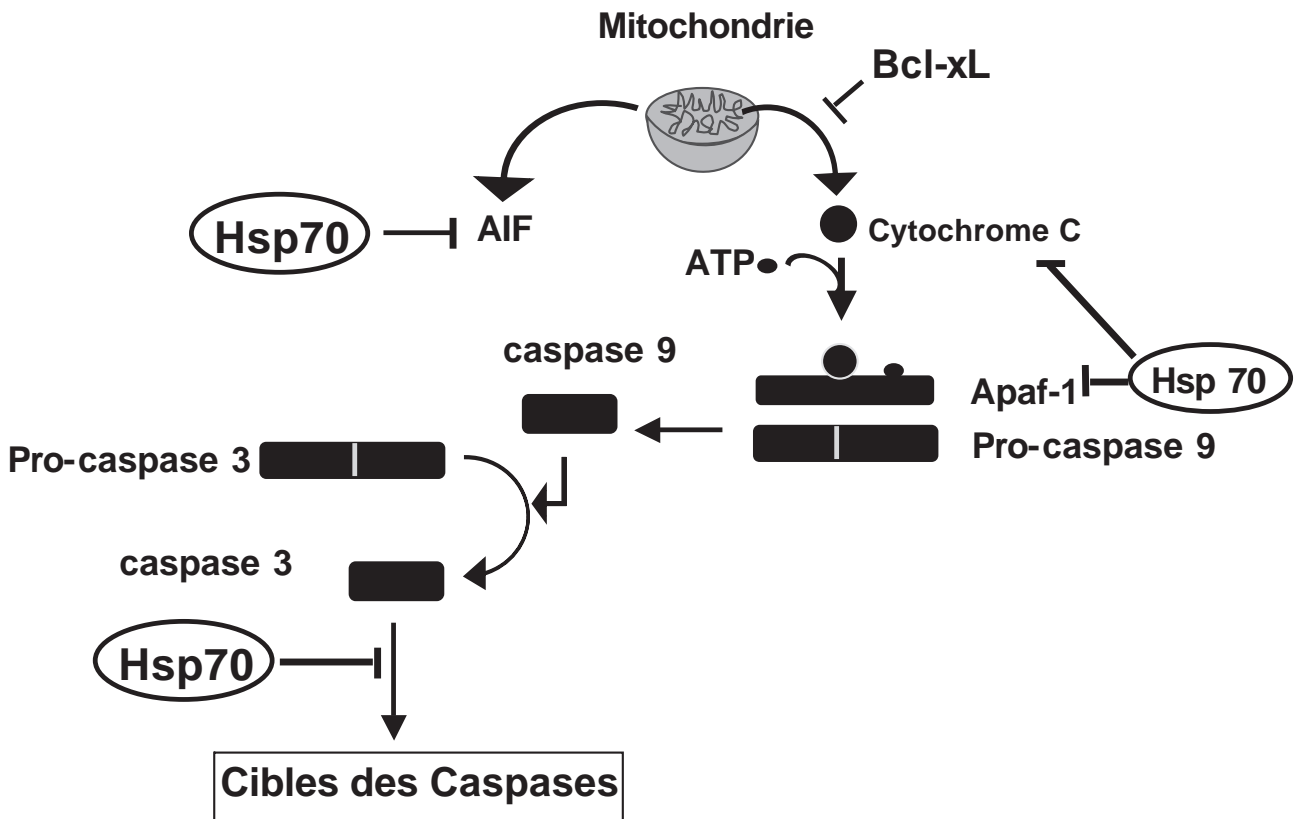 Mitochondrie
Bcl-xL
Hsp70
AIF
Cytochrome C
ATP
caspase 9
Hsp 70
Apaf-1
Pro-caspase 3
Pro-caspase 9
caspase 3
Hsp70
Cibles des Caspases